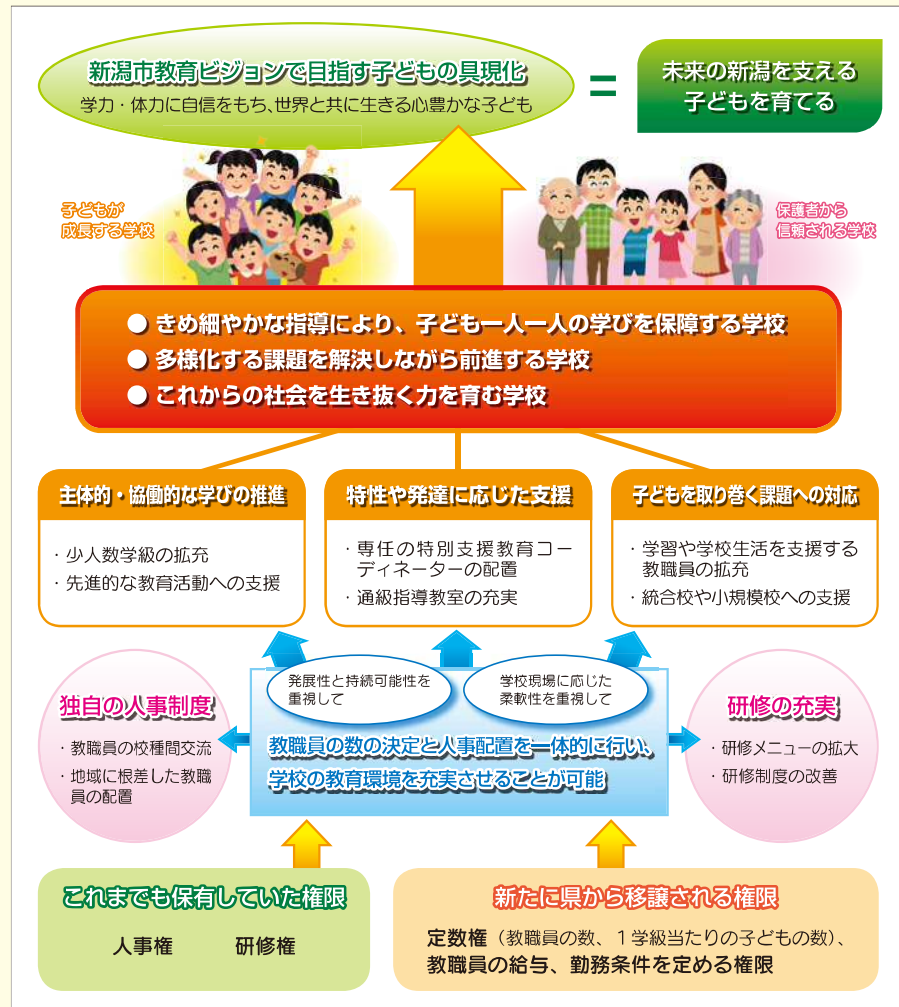 新潟市教育ビジョンで目指す子どもの具現化
学力・体力に自信をもち、世界と共に生きる心豊かな子ども
=
未来の新潟を支える
子どもを育てる
子どもが
成長する学校
保護者から
信頼される学校
● きめ細やかな指導により、子ども一人一人の学びを保障する学校
● 多様化する課題を解決しながら前進する学校
● これからの社会を生き抜く力を育む学校
主体的・協働的な学びの推進
・少人数学級の拡充
・先進的な教育活動への支援
特性や発達に応じた支援
・専任の特別支援教育コー
ディネーターの配置
・通級指導教室の充実
子どもを取り巻く課題への対応
・学習や学校生活を支援する
教職員の拡充
・統合校や小規模校への支援
独自の人事制度
・教職員の校種間交流
・地域に根差した教職
員の配置
発展性と持続可能性を
重視して
学校現場に応じた
柔軟性を重視して
教職員の数の決定と人事配置を一体的に行い、
学校の教育環境を充実させることが可能
研修の充実
・研修メニューの拡大
・研修制度の改善
これまでも保有していた権限
人事権 研修権
新たに県から移譲される権限
定数権（教職員の数、１学級当たりの子どもの数）、
教職員の給与、勤務条件を定める権限